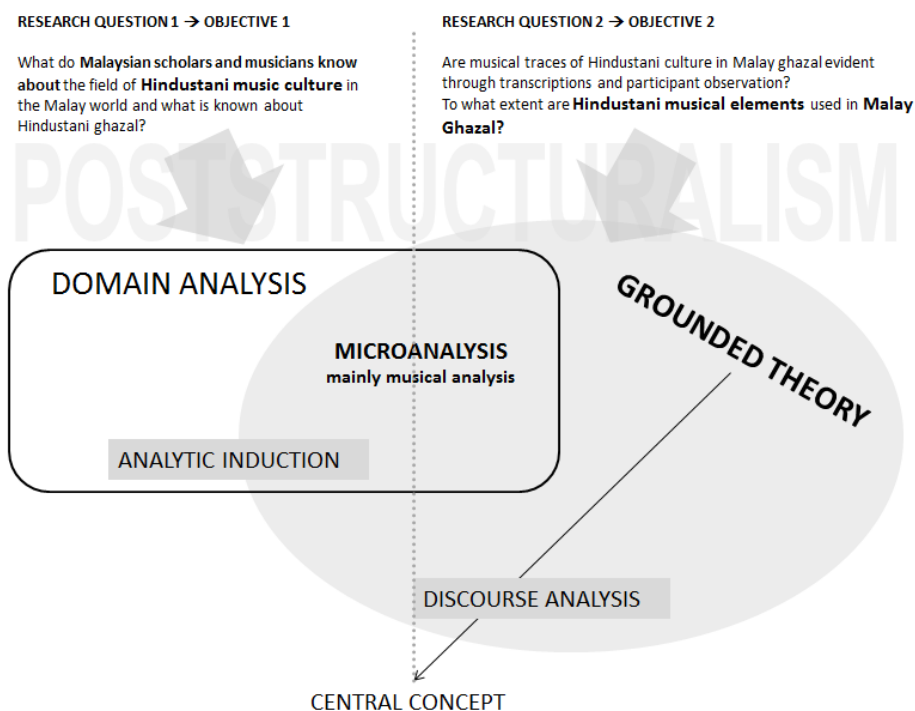 RESEARCH QUESTION 1 → OBJECTIVE 1
What do Malaysian scholars and musicians know
about the field of Hindustani music culture in
the Malay world and what is known about
Hindustani ghazal?
RESEARCH QUESTION 2 → OBJECTIVE 2
Are musical traces of Hindustani culture in Malay ghazal evident
through transcriptions and participant observation?
To what extent are Hindustani musical elements used in Malay
Ghazal?
POSTSTRUCTURALISM
DOMAIN ANALYSIS
GROUNDED THEORY
MICROANALYSIS
mainly musical analysis
ANALYTIC INDUCTION
DISCOURSE ANALYSIS
CENTRAL CONCEPT